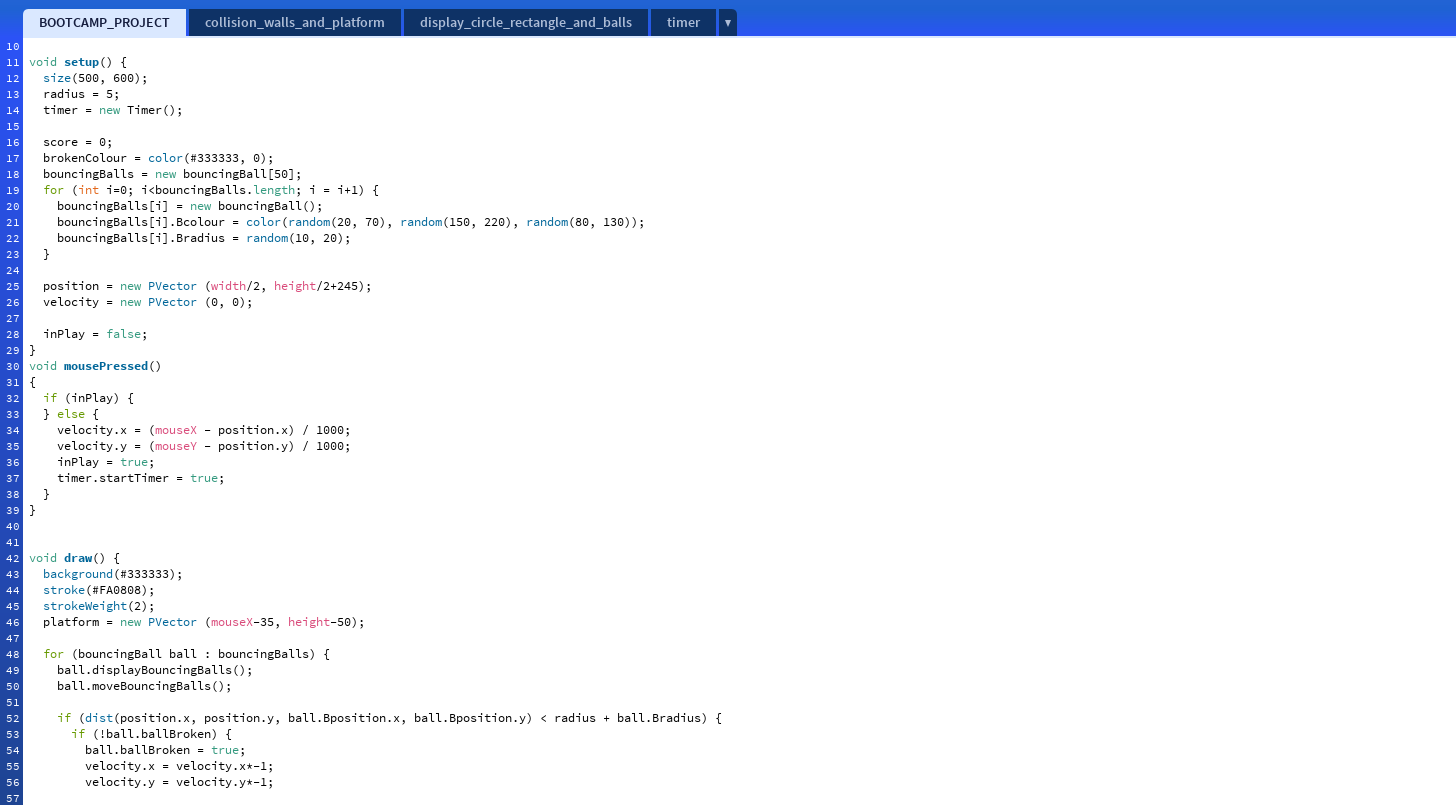 BOOTCAMP_PROJECT collision_walls_and_platform display_circle_rectangle_and_balls timer ▼
10
11 void setup() {
12   size(500, 600);
13   radius = 5;
14   timer = new Timer();
15
16   score = 0;
17   brokenColour = color(#333333, 0);
18   bouncingBalls = new bouncingBall[50];
19   for (int i=0; i<bouncingBalls.length; i = i+1) {
20     bouncingBalls[i] = new bouncingBall();
21     bouncingBalls[i].Bcolour = color(random(20, 70), random(150, 220), random(80, 130));
22     bouncingBalls[i].Bradius = random(10, 20);
23   }
24
25   position = new PVector (width/2, height/2+245);
26   velocity = new PVector (0, 0);
27
28   inPlay = false;
29 }
30 void mousePressed()
31 {
32   if (inPlay) {
33   } else {
34     velocity.x = (mouseX - position.x) / 1000;
35     velocity.y = (mouseY - position.y) / 1000;
36     inPlay = true;
37     timer.startTimer = true;
38   }
39 }
40
41
42 void draw() {
43   background(#333333);
44   stroke(#FA0808);
45   strokeWeight(2);
46   platform = new PVector (mouseX-35, height-50);
47
48   for (bouncingBall ball : bouncingBalls) {
49     ball.displayBouncingBalls();
50     ball.moveBouncingBalls();
51
52     if (dist(position.x, position.y, ball.Bposition.x, ball.Bposition.y) < radius + ball.Bradius) {
53       if (!ball.ballBroken) {
54         ball.ballBroken = true;
55         velocity.x = velocity.x*-1;
56         velocity.y = velocity.y*-1;
57